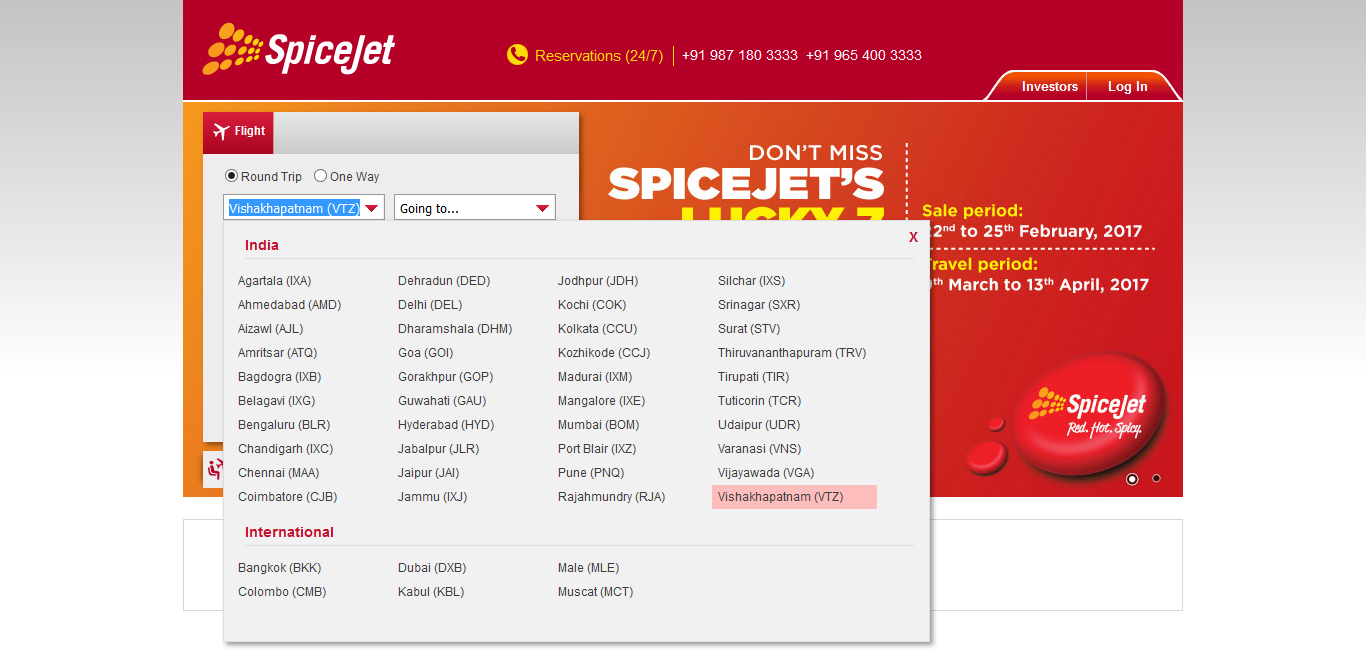 SpiceJet
Reservations (24/7) +91 987 180 3333 +91 965 400 3333
Investors Log In
Flight
Round Trip One Way
Vishakhapatnam (VTZ) Going to...
DON'T MISS
SPICEJET'S
LUCKY 7
Sale period:
22nd to 25th February, 2017
Travel period:
March to 13th April, 2017
SpiceJet
Red. Hot. Spicy.
India X
Agartala (IXA) Dehradun (DED) Jodhpur (JDH) Silchar (IXS)
Ahmedabad (AMD) Delhi (DEL) Kochi (COK) Srinagar (SXR)
Aizawl (AJL) Dharamshala (DHM) Kolkata (CCU) Surat (STV)
Amritsar (ATQ) Goa (GOI) Kozhikode (CCJ) Thiruvananthapuram (TRV)
Bagdogra (IXB) Gorakhpur (GOP) Madurai (IXM) Tirupati (TIR)
Belagavi (IXG) Guwahati (GAU) Mangalore (IXE) Tuticorin (TCR)
Bengaluru (BLR) Hyderabad (HYD) Mumbai (BOM) Udaipur (UDR)
Chandigarh (IXC) Jabalpur (JLR) Port Blair (IXZ) Varanasi (VNS)
Chennai (MAA) Jaipur (JAI) Pune (PNQ) Vijayawada (VGA)
Coimbatore (CJB) Jammu (IXJ) Rajahmundry (RJA) Vishakhapatnam (VTZ)
International
Bangkok (BKK) Dubai (DXB) Male (MLE)
Colombo (CMB) Kabul (KBL) Muscat (MCT)